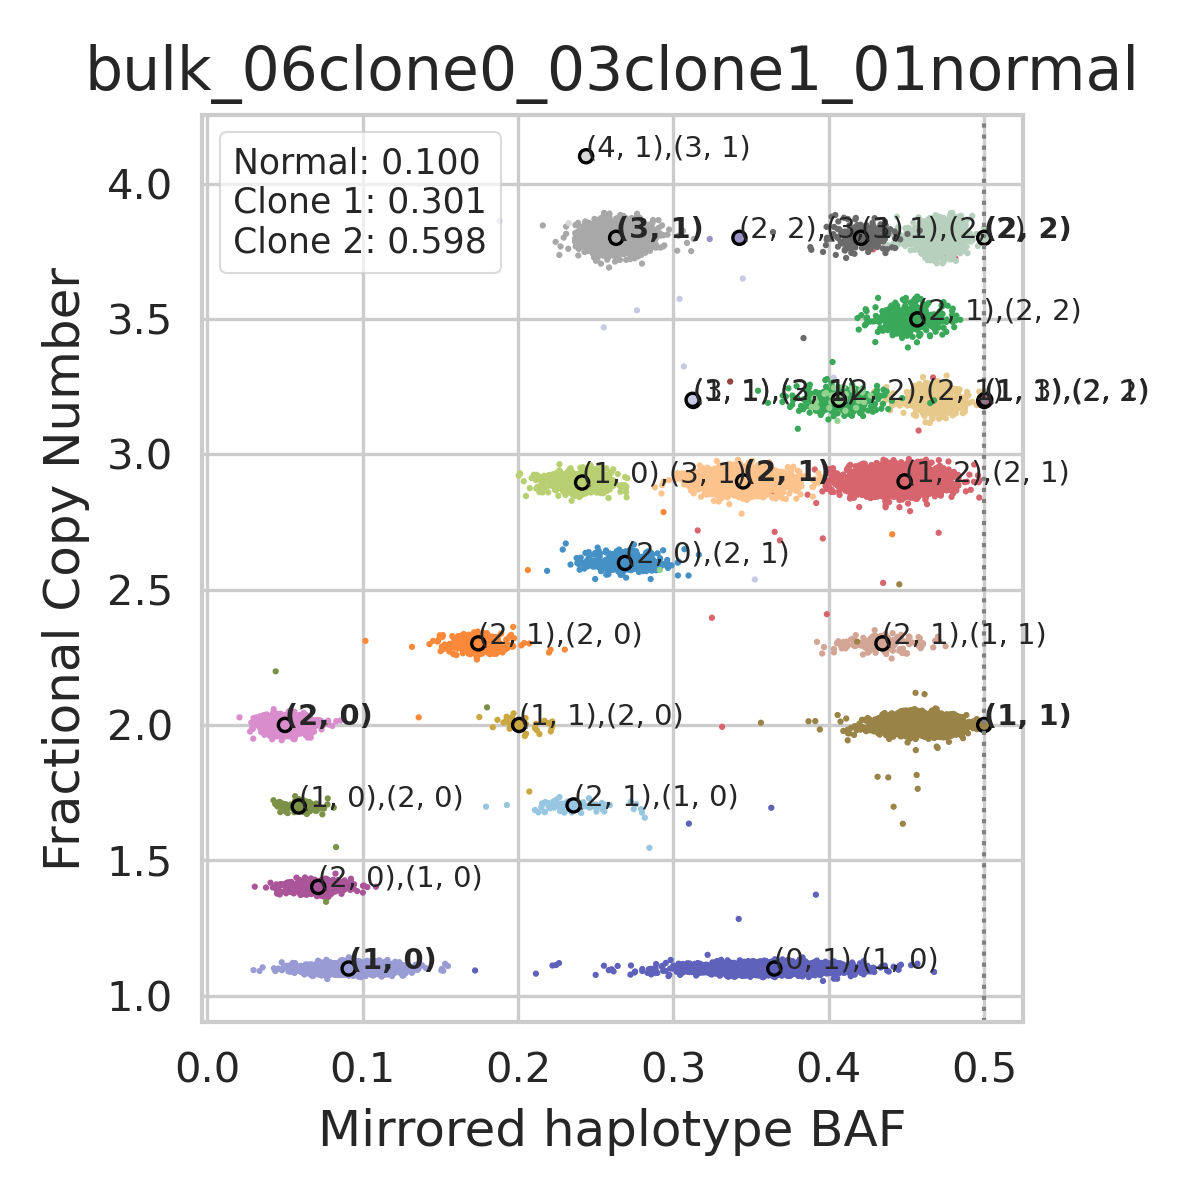 bulk_06clone0_03clone1_01normal
Normal: 0.100
Clone 1: 0.301
Clone 2: 0.598
(4, 1),(3, 1)
(3, 1)
(2, 2),(3,
(2, 2)
(2, 1),(2, 2)
(2, 2),(2, 1)
(1, 0),(3, 1)
(2, 1)
(1, 2),(2, 1)
(2, 0),(2, 1)
(2, 1),(2, 0)
(2, 1),(1, 1)
(2, 0)
(1, 1),(2, 0)
(1, 1)
(1, 0),(2, 0)
(2, 1),(1, 0)
(2, 0),(1, 0)
(1, 0)
(0, 1),(1, 0)
4.0
3.5
3.0
2.5
2.0
1.5
1.0
Fractional Copy Number
0.0 0.1 0.2 0.3 0.4 0.5
Mirrored haplotype BAF